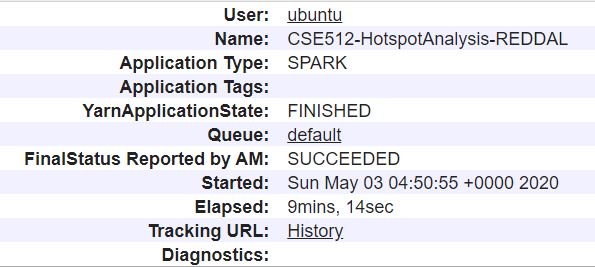 User: ubuntu
Name: CSE512-HotspotAnalysis-REDDAL
Application Type: SPARK
Application Tags:
YarnApplicationState: FINISHED
Queue: default
FinalStatus Reported by AM: SUCCEEDED
Started: Sun May 03 04:50:55 +0000 2020
Elapsed: 9mins, 14sec
Tracking URL: History
Diagnostics: